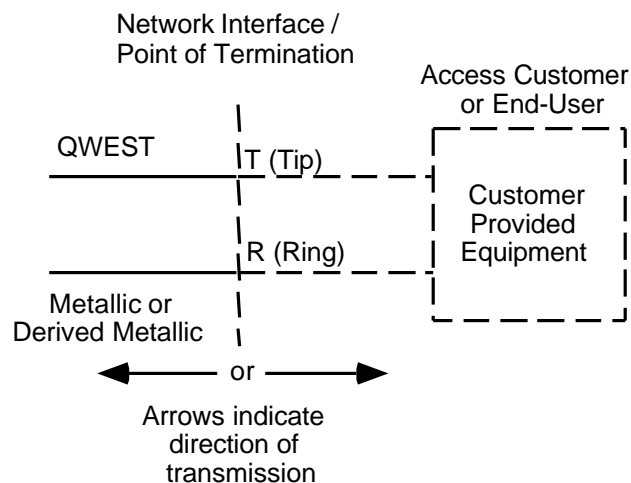 Network Interface /
Point of Termination
Access Customer
or End-User
QWEST
T (Tip)
Customer
Provided
Equipment
R (Ring)
Metallic or
Derived Metallic
or
Arrows indicate
direction of
transmission